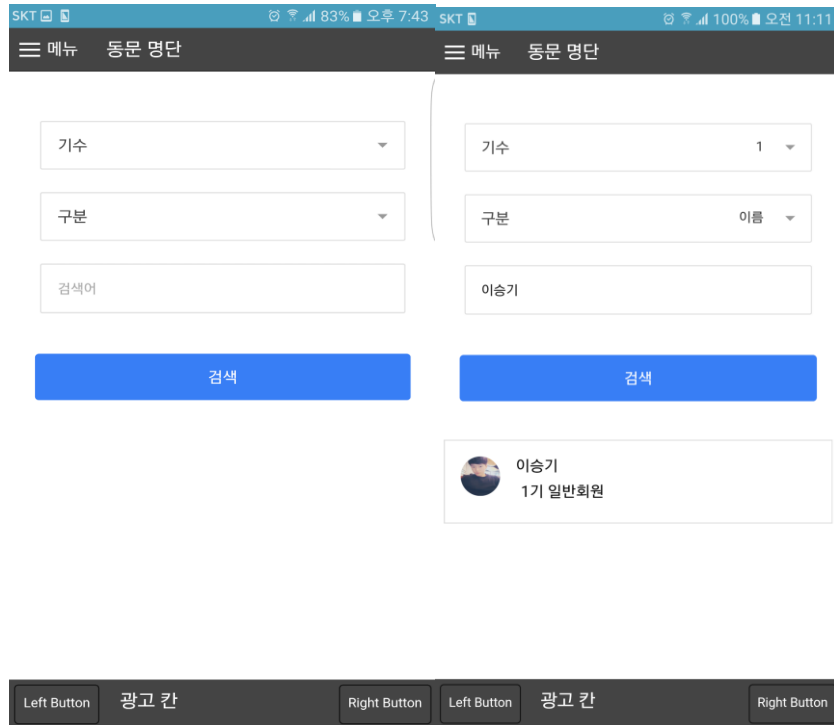 SKT 83% 오후 7:43
메뉴 동문 명단
기수
구분
검색어
검색
Left Button 광고 칸 Right Button
SKT 100% 오전 11:11
메뉴 동문 명단
기수 1
구분 이름
이승기
검색
이승기
1기 일반회원
Left Button 광고 칸 Right Button